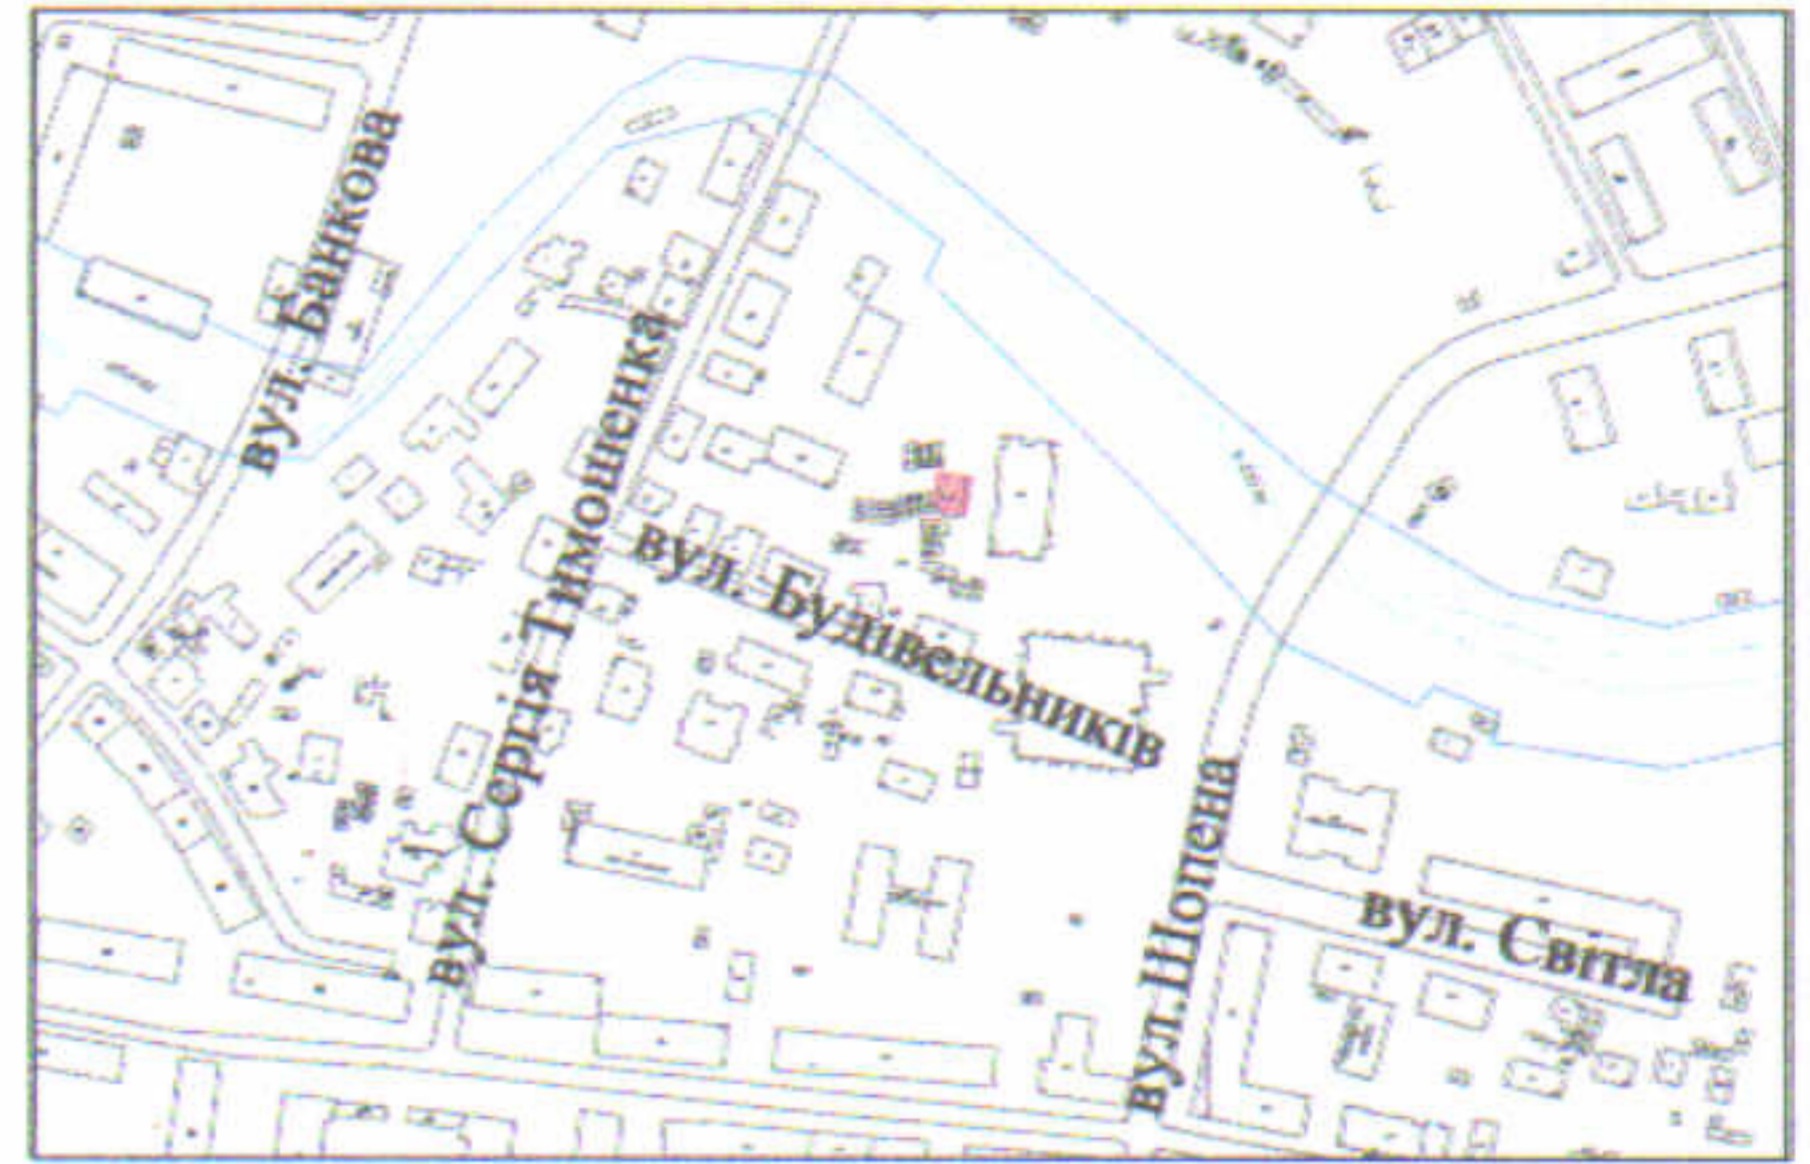 вул. Банкова
вул. Сергія Тимошенка
вул. Будівельників
вул.Шопена
вул. Світла